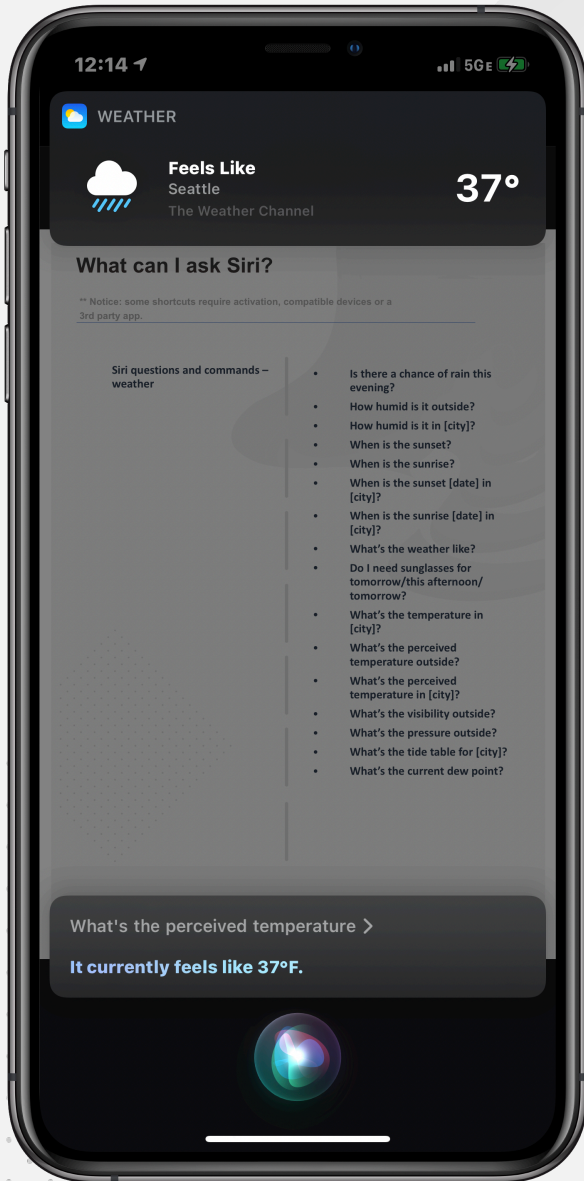 12:14
5GE
WEATHER
Feels Like
Seattle
The Weather Channel
37°
What can I ask Siri?
** Notice: some shortcuts require activation, compatible devices or a
3rd party app.
Siri questions and commands –
weather
• Is there a chance of rain this
evening?
• How humid is it outside?
• How humid is it in [city]?
• When is the sunset?
• When is the sunrise?
• When is the sunset [date] in
[city]?
• When is the sunrise [date] in
[city]?
• What's the weather like?
• Do I need sunglasses for
tomorrow/this afternoon/
tomorrow?
• What's the temperature in
[city]?
• What's the perceived
temperature outside?
• What's the perceived
temperature in [city]?
• What's the visibility outside?
• What's the pressure outside?
• What's the tide table for [city]?
• What's the current dew point?
What's the perceived temperature >
It currently feels like 37°F.